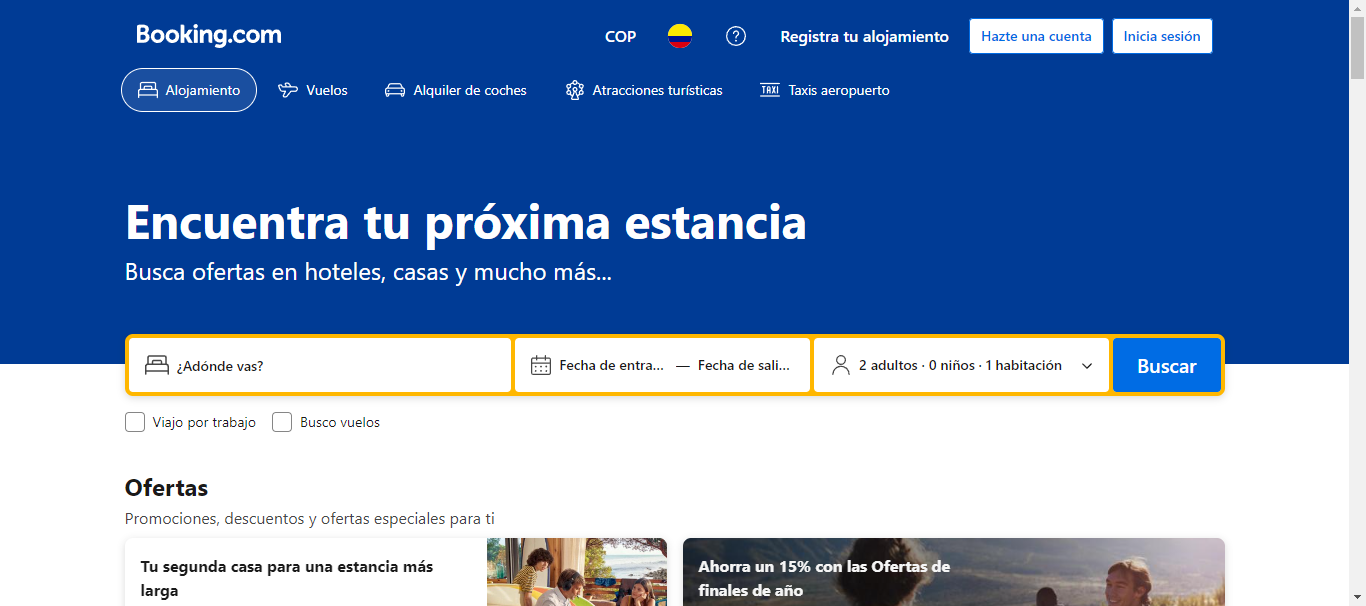 Booking.com
COP
Registra tu alojamiento
Hazte una cuenta
Inicia sesión
Alojamiento
Vuelos
Alquiler de coches
Atracciones turísticas
TAXI
Taxis aeropuerto
Encuentra tu próxima estancia
Busca ofertas en hoteles, casas y mucho más...
¿Adónde vas?
Fecha de entra... — Fecha de sali...
2 adultos · 0 niños · 1 habitación
Buscar
Viajo por trabajo
Busco vuelos
Ofertas
Promociones, descuentos y ofertas especiales para ti
Tu segunda casa para una estancia más
larga
Ahorra un 15% con las Ofertas de
finales de año